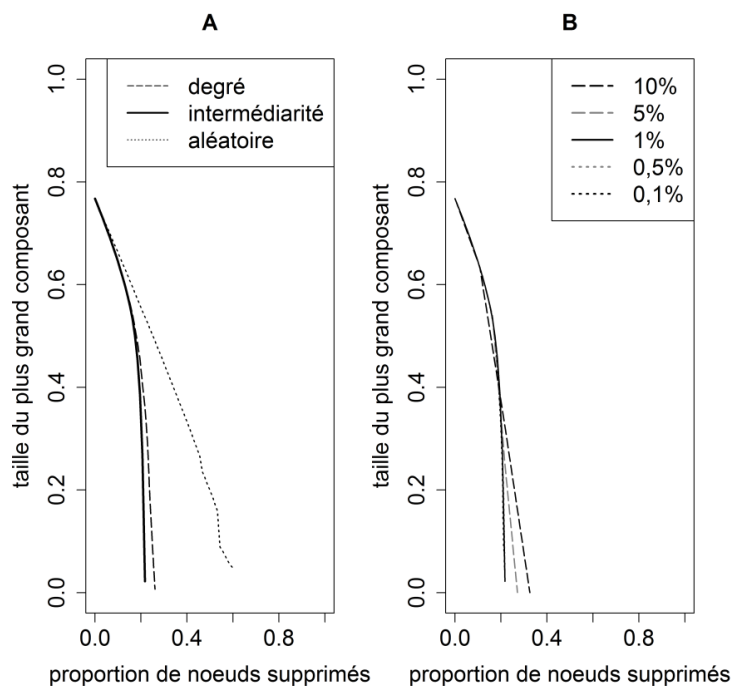 A
degré
intermédiarité
aléatoire
taille du plus grand composant
0.0 0.2 0.4 0.6 0.8 1.0
0.0 0.4 0.8
proportion de noeuds supprimés
B
10%
5%
1%
0,5%
0,1%
taille du plus grand composant
0.0 0.2 0.4 0.6 0.8 1.0
0.0 0.4 0.8
proportion de noeuds supprimés